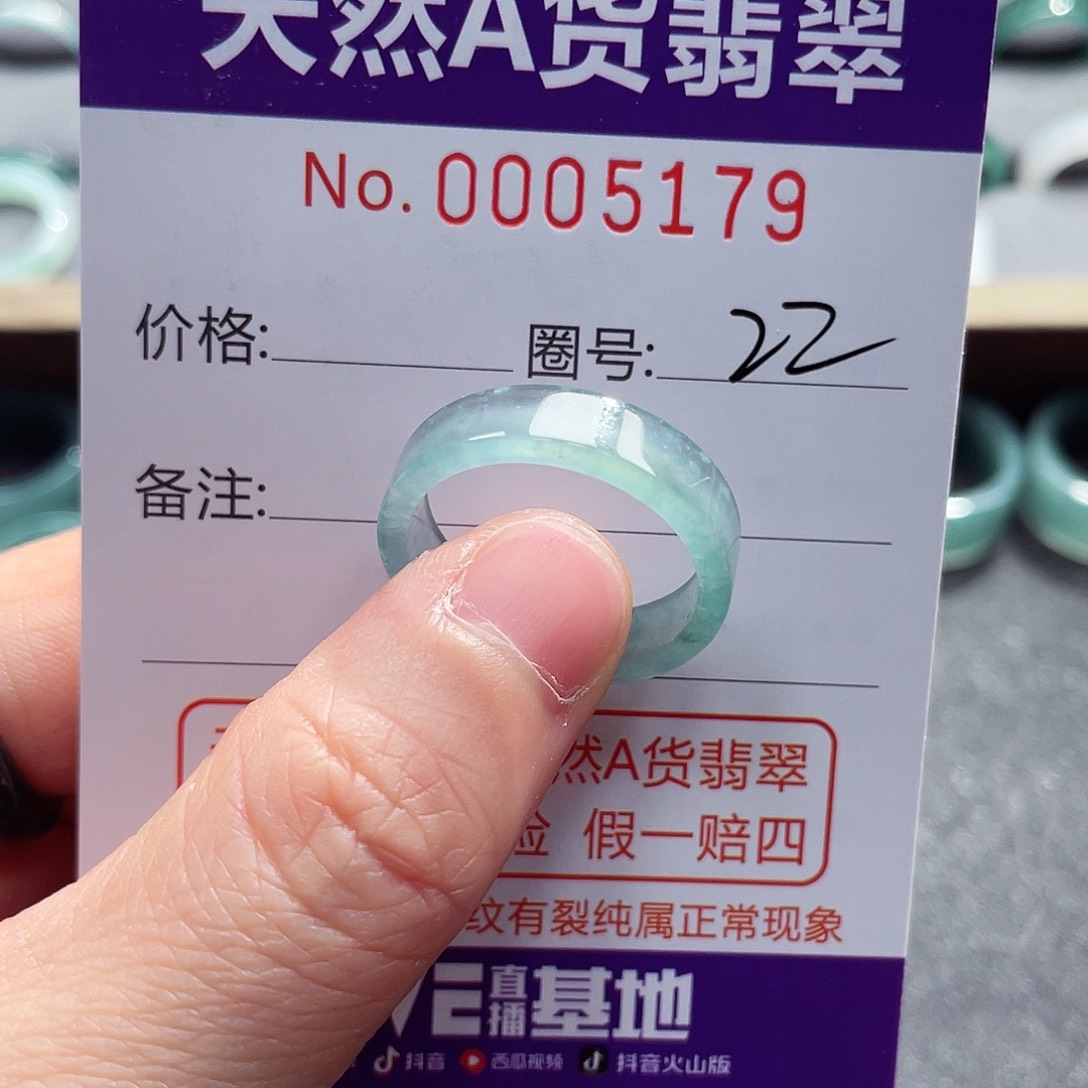 天然A货翡翠
No. 0005179
价格: 圈号: 22
备注:
然A货翡翠
验 假一赔四
纹有裂纯属正常现象
VE直播基地
抖音 西瓜视频 抖音火山版